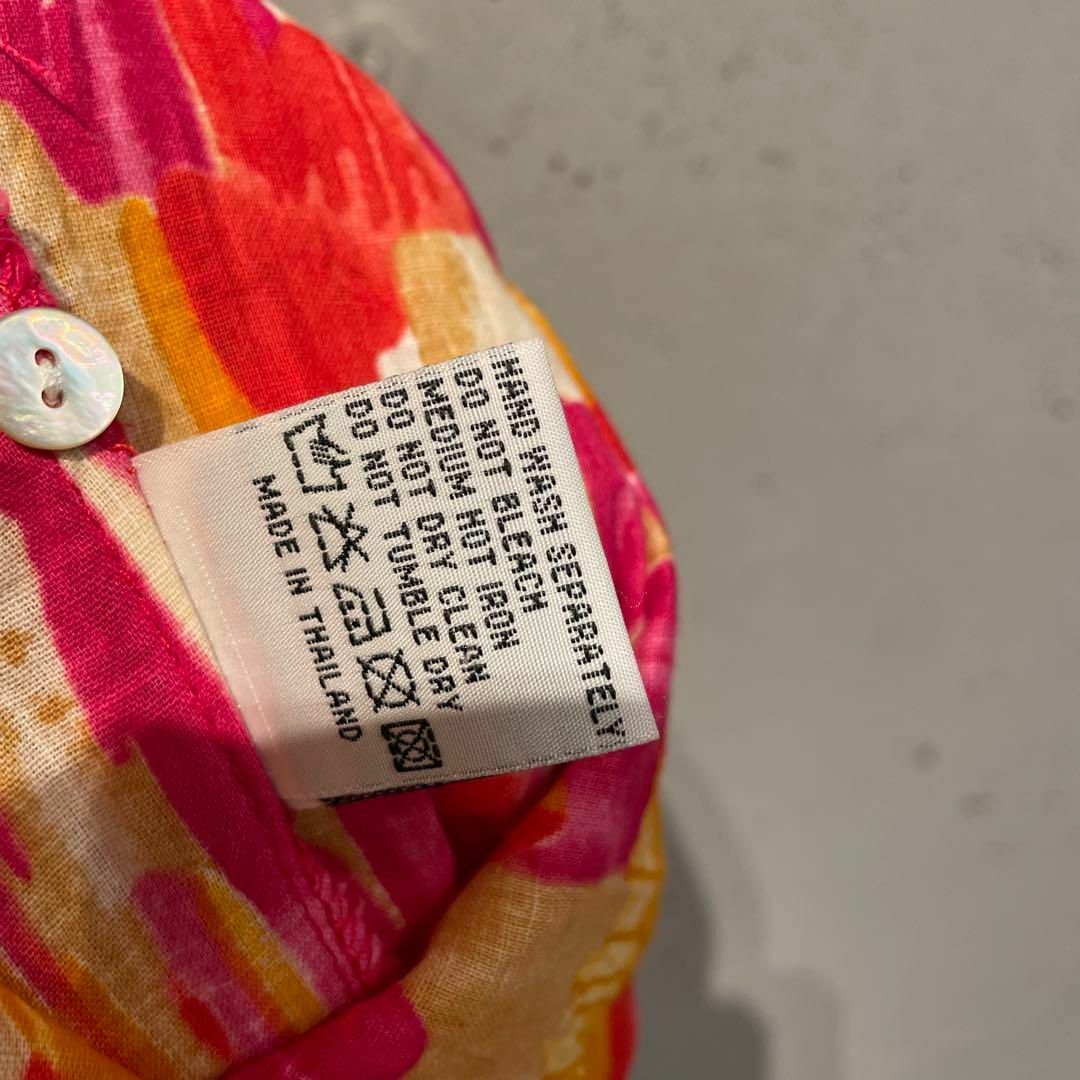 HAND WASH SEPARATELY
DO NOT BLEACH
MEDIUM HOT IRON
DO NOT DRY CLEAN
DO NOT TUMBLE DRY
MADE IN THAILAND